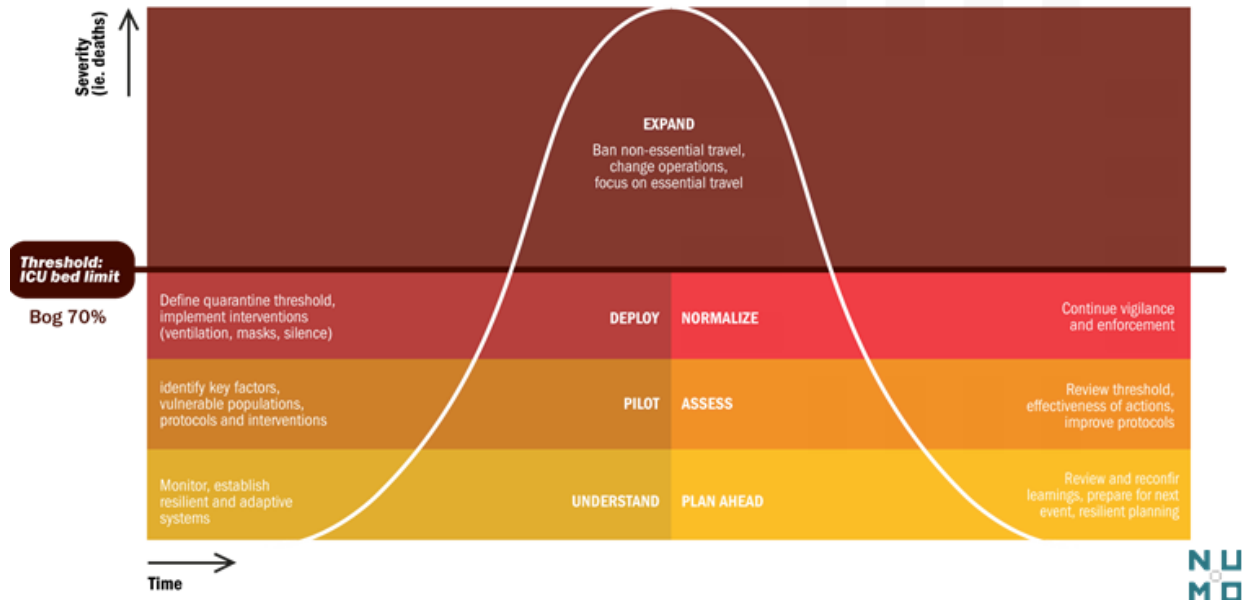 Severity
(ie. deaths)
EXPAND
Ban non-essential travel,
change operations,
focus on essential travel
Threshold:
ICU bed limit
Bog 70%
Define quarantine threshold,
implement interventions
(ventilation, masks, silence)
DEPLOY
NORMALIZE
Continue vigilance
and enforcement
identify key factors,
vulnerable populations,
protocols and interventions
PILOT
ASSESS
Review threshold,
effectiveness of actions,
improve protocols
Monitor, establish
resilient and adaptive
systems
UNDERSTAND
PLAN AHEAD
Review and reconfir
learnings, prepare for next
event, resilient planning
Time
NU
MO